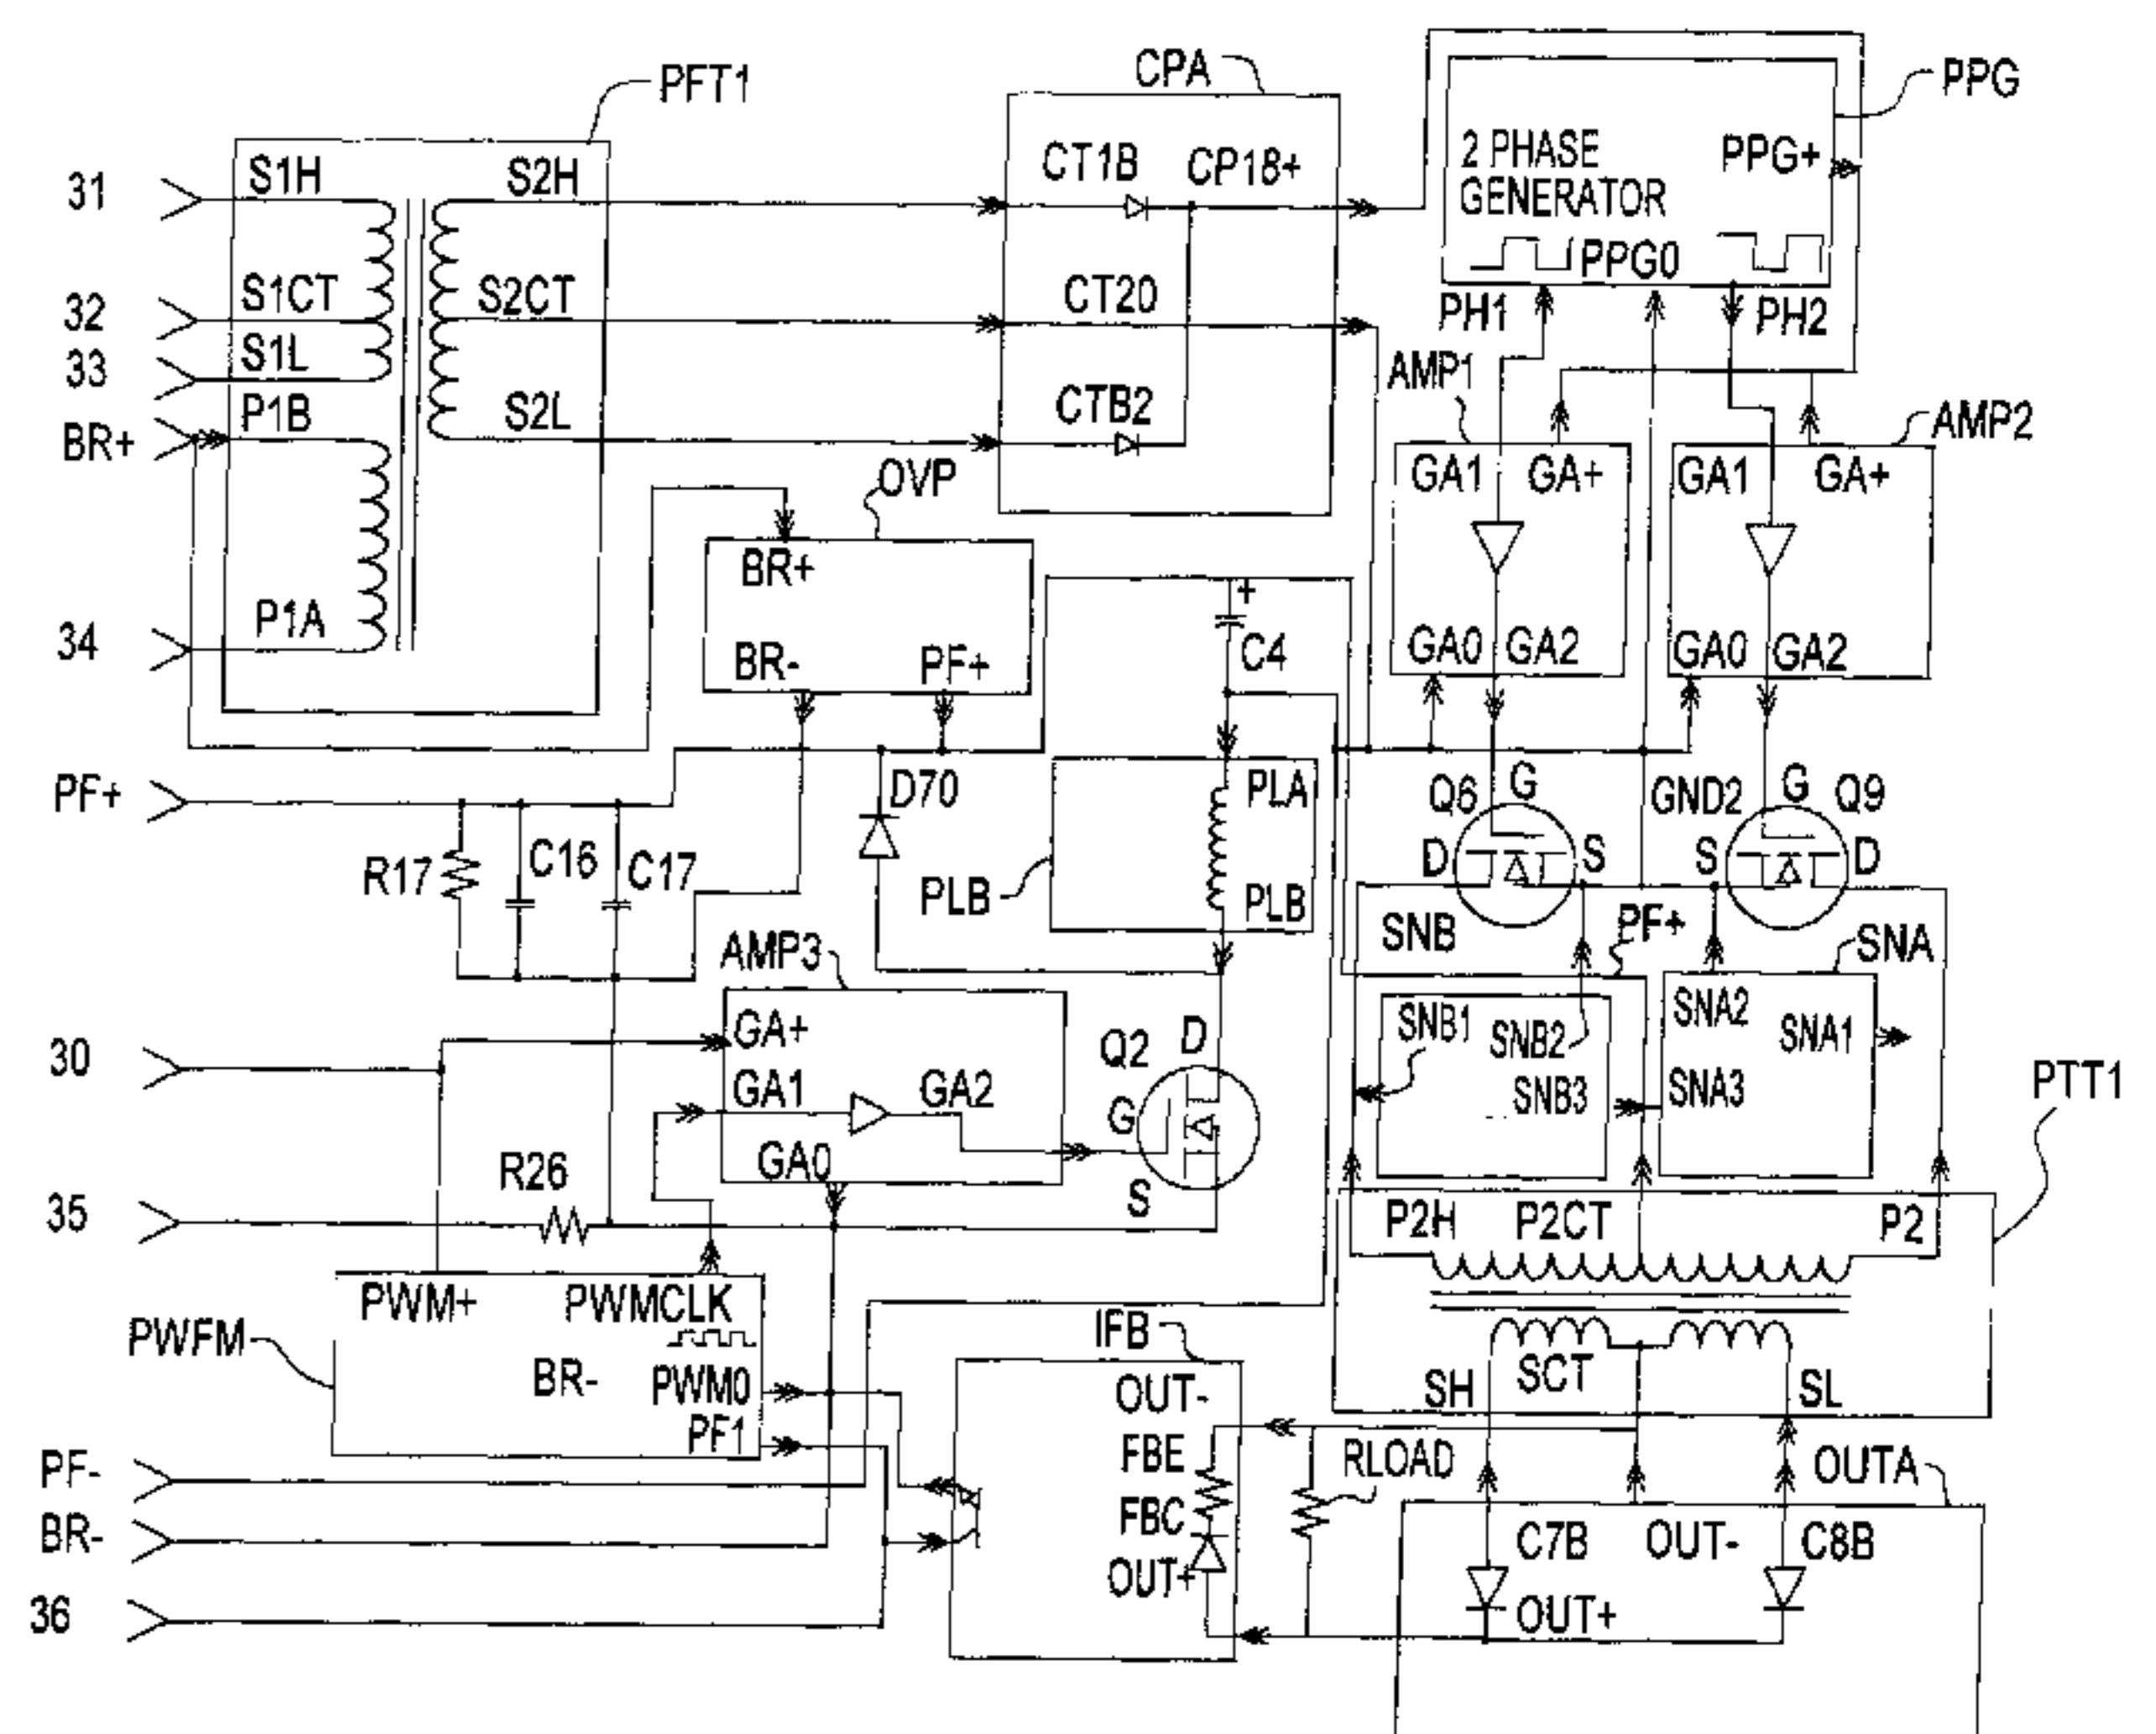 PFT1
CPA
PPG
31
S1H
S2H
CT1B
CP18+
2 PHASE
GENERATOR
PPG+
PPG0
32
S1CT
S2CT
CT20
PH1
PH2
33
S1L
AMP1
BR+
P1B
S2L
CTB2
AMP2
OVP
GA1
GA+
GA1
GA+
BR+
34
P1A
BR-
PF+
+
C4
GA0
GA2
GA0
GA2
PF+
D70
PLA
Q6
G
GND2
G
Q9
R17
C16
C17
D
S
S
D
PLB
PLB
SNB
PF+
SNA
AMP3
SNB1
SNB2
SNA2
SNA1
30
GA+
Q2
D
GA1
GA2
G
SNB3
SNA3
PTT1
GA0
R26
S
35
P2H
P2CT
P2
PWM+
PWMCLK
PWFM
IFB
BR-
PWM0
OUT-
SH
SCT
SL
PF1
PF-
FBE
RLOAD
OUTA
BR-
FBC
C7B
OUT-
C8B
OUT+
36
OUT+